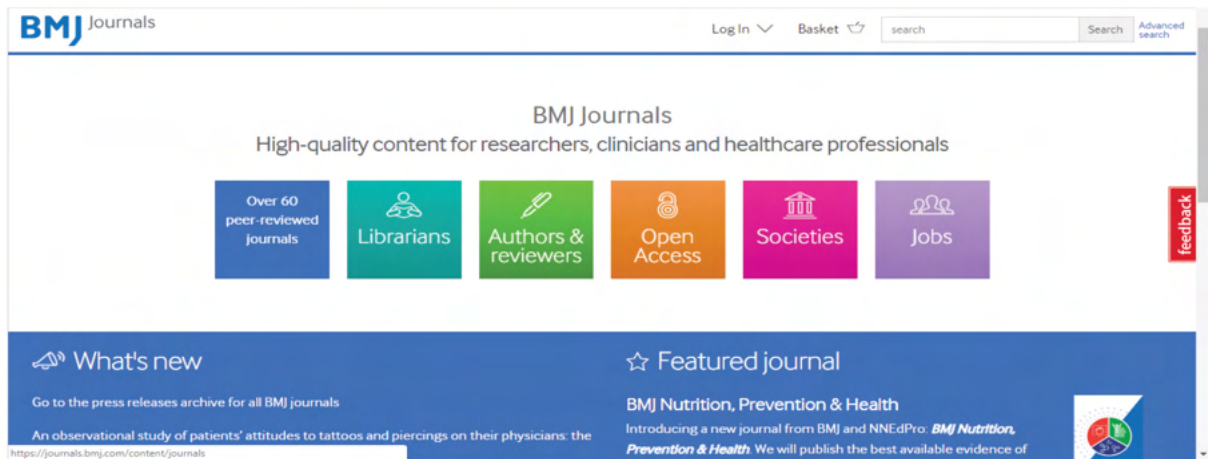 BMJ Journals
Log In
Basket
search
Search
Advanced
search
BMJ Journals
High-quality content for researchers, clinicians and healthcare professionals
Over 60
peer-reviewed
journals
Librarians
Authors &
reviewers
Open
Access
Societies
Jobs
feedback
What's new
Go to the press releases archive for all BMJ journals
An observational study of patients' attitudes to tattoos and piercings on their physicians: the
https://journals.bmj.com/content/journals
Featured journal
BMJ Nutrition, Prevention & Health
Introducing a new journal from BMJ and NNEdPro: BMJ Nutrition,
Prevention & Health. We will publish the best available evidence of